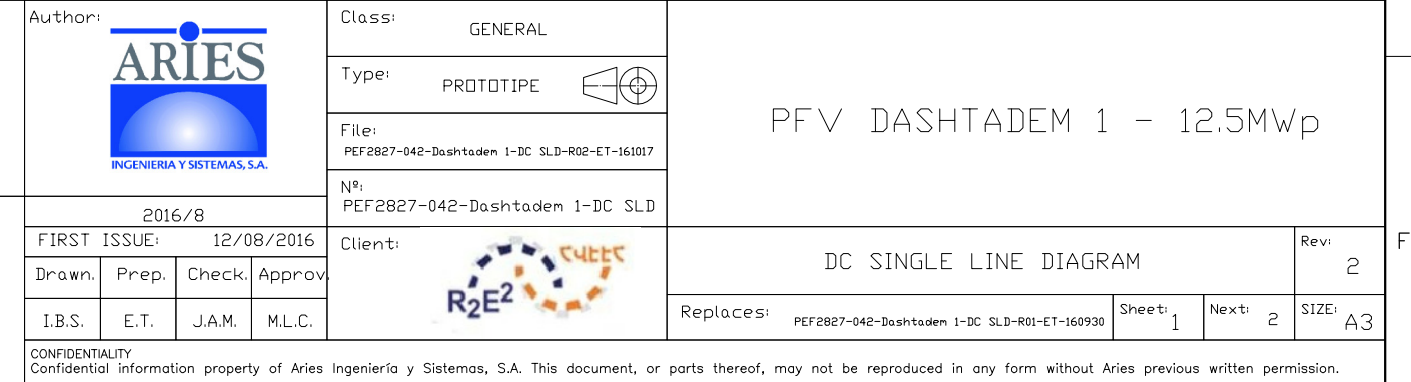 Author:
ARIES
INGENIERIA Y SISTEMAS, S.A.
2016/8
FIRST ISSUE: 12/08/2016
Drawn. Prep. Check. Approv.
I.B.S. E.T. J.A.M. M.L.C.
Class:
GENERAL
Type:
PROTOTIPE
File:
PEF2827-042-Dashtadem 1-DC SLD-R02-ET-161017
Nº:
PEF2827-042-Dashtadem 1-DC SLD
Client:
R2E2
PFV DASHTADEM 1 - 12.5MWp
DC SINGLE LINE DIAGRAM
Rev:
2
Replaces: PEF2827-042-Dashtadem 1-DC SLD-R01-ET-160930
Sheet: 1
Next: 2
SIZE: A3
F
CONFIDENTIALITY
Confidential information property of Aries Ingeniería y Sistemas, S.A. This document, or parts thereof, may not be reproduced in any form without Aries previous written permission.